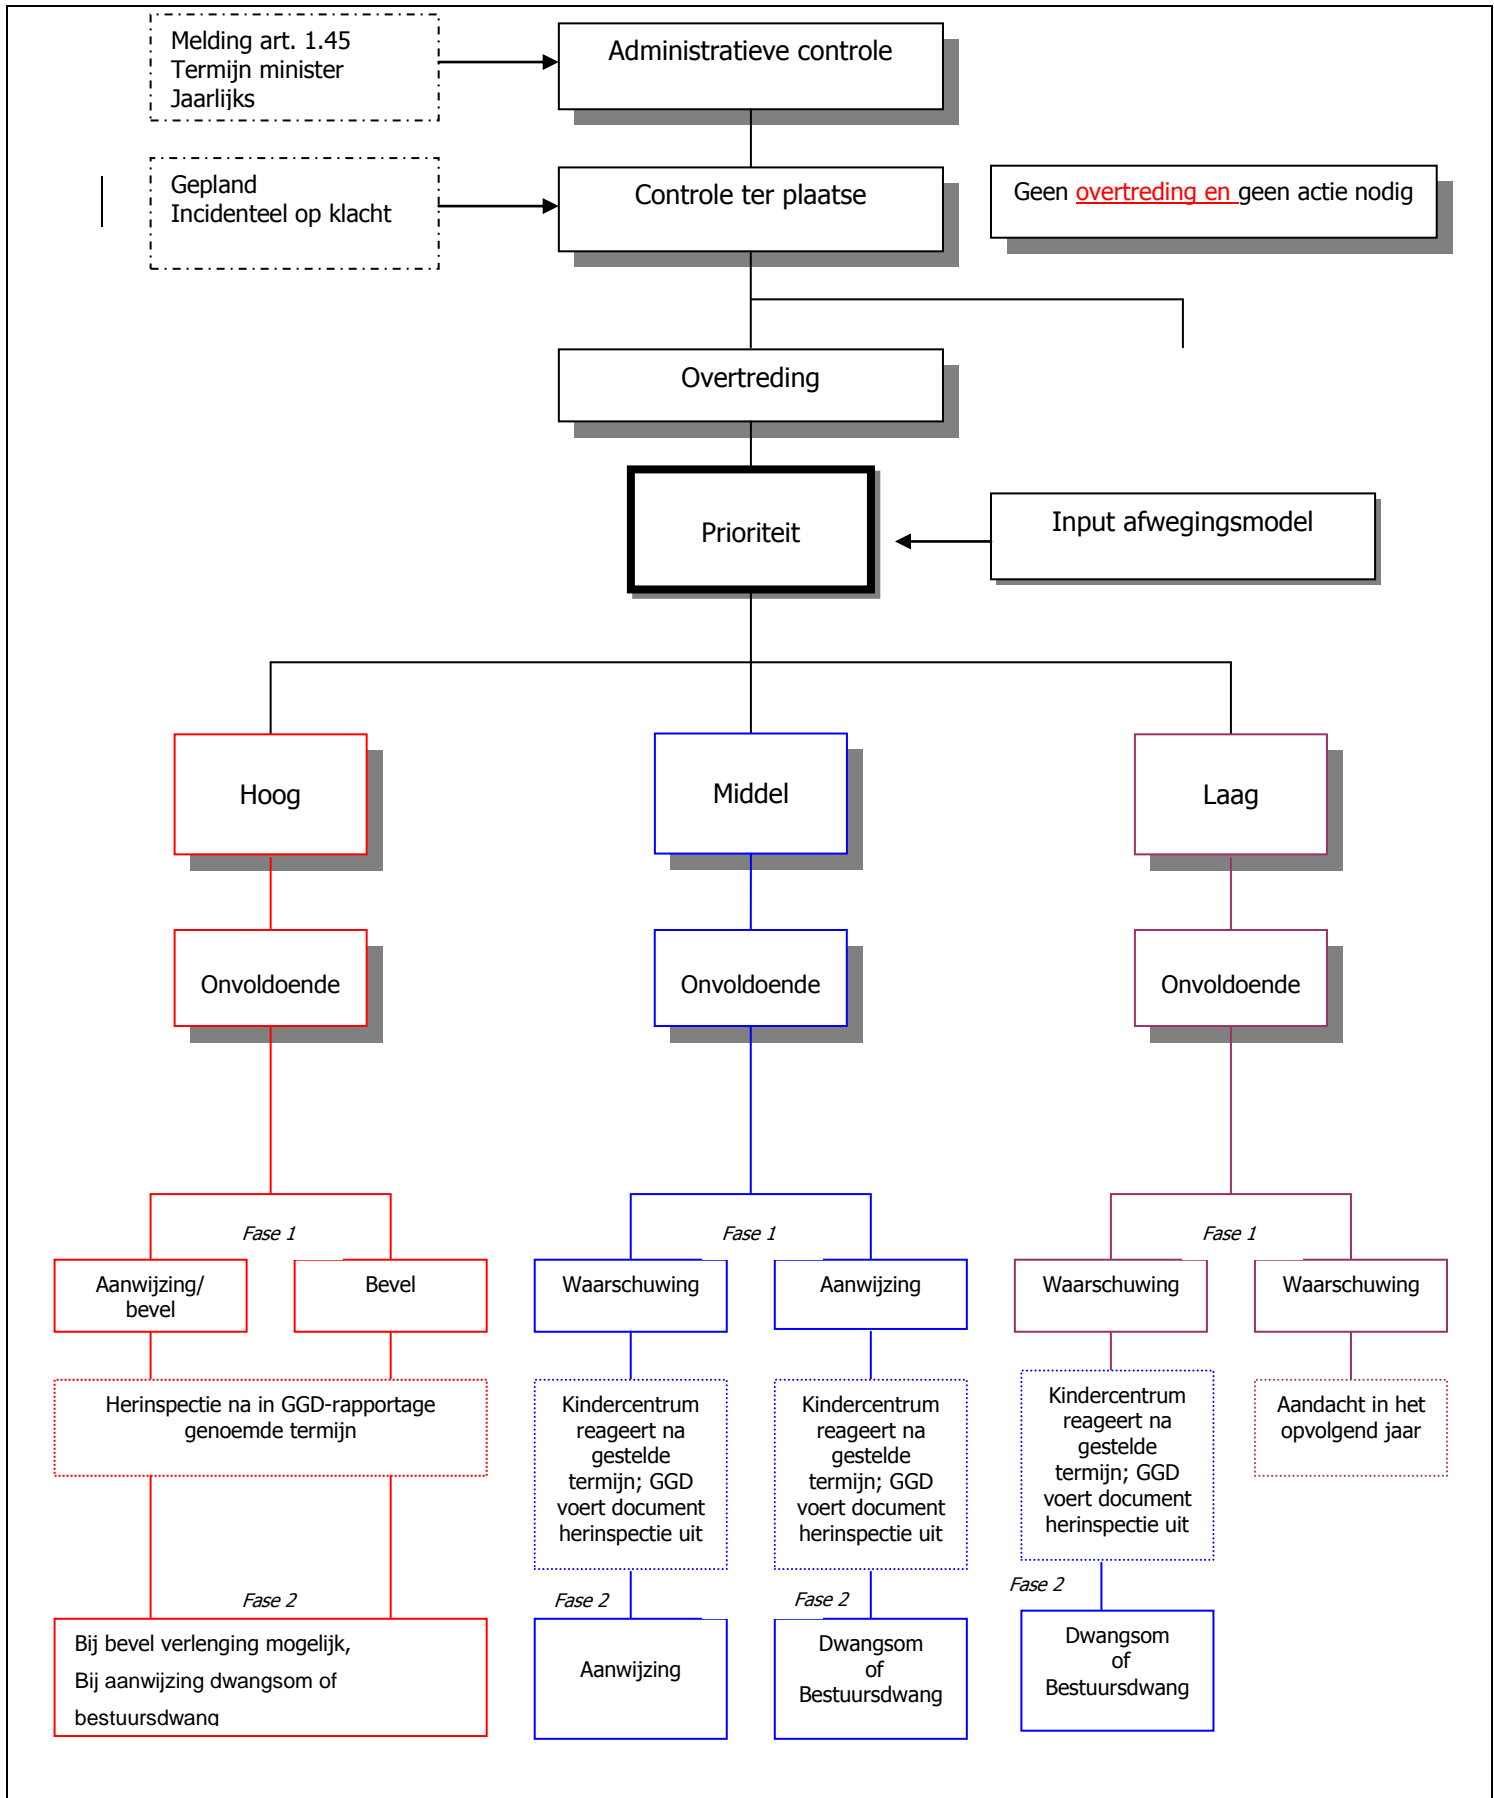 Melding art. 1.45
Termijn minister
Jaarlijks
Administratieve controle
Gepland
Incidenteel op klacht
Controle ter plaatse
Geen overtreding en geen actie nodig
Overtreding
Prioriteit
Input afwegingsmodel
Hoog
Middel
Laag
Onvoldoende
Onvoldoende
Onvoldoende
Fase 1
Fase 1
Fase 1
Aanwijzing/
bevel
Bevel
Waarschuwing
Aanwijzing
Waarschuwing
Waarschuwing
Herinspectie na in GGD-rapportage
genoemde termijn
Kindercentrum
reageert na
gestelde
termijn; GGD
voert document
herinspectie uit
Kindercentrum
reageert na
gestelde
termijn; GGD
voert document
herinspectie uit
Kindercentrum
reageert na
gestelde
termijn; GGD
voert document
herinspectie uit
Aandacht in het
opvolgend jaar
Fase 2
Fase 2
Fase 2
Fase 2
Bij bevel verlenging mogelijk,
Bij aanwijzing dwangsom of
bestuursdwang
Aanwijzing
Dwangsom
of
Bestuursdwang
Dwangsom
of
Bestuursdwang